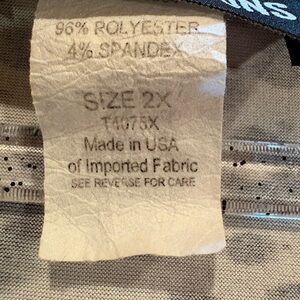 96% POLYESTER
4% SPANDEX
SIZE 2X
T4075X
Made in USA
of Imported Fabric
SEE REVERSE FOR CARE